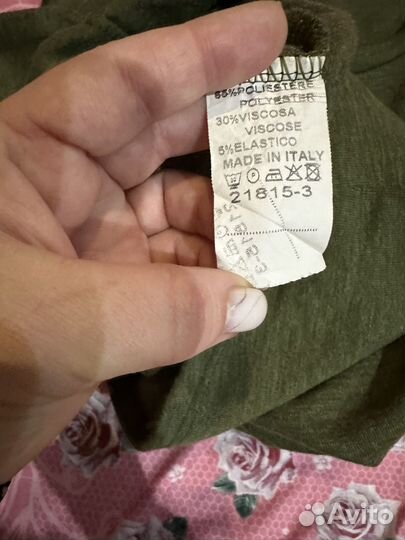 65%POLIESTERE
POLYESTER
30%VISCOSA
VISCOSE
5%ELASTICO
MADE IN ITALY
21815-3
Avito